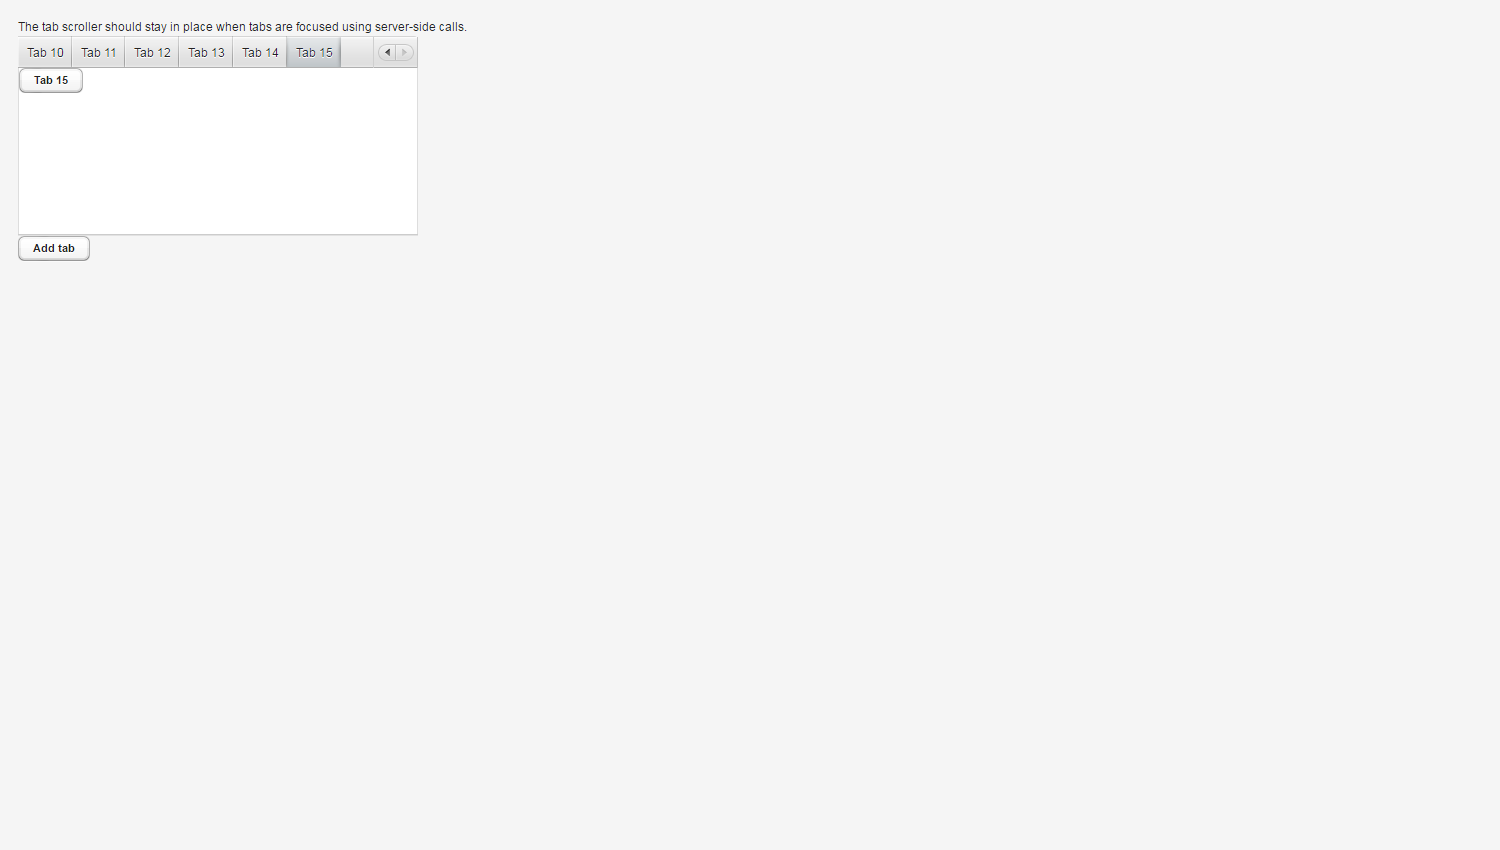 The tab scroller should stay in place when tabs are focused using server-side calls.
Tab 10 Tab 11 Tab 12 Tab 13 Tab 14 Tab 15
Tab 15
Add tab